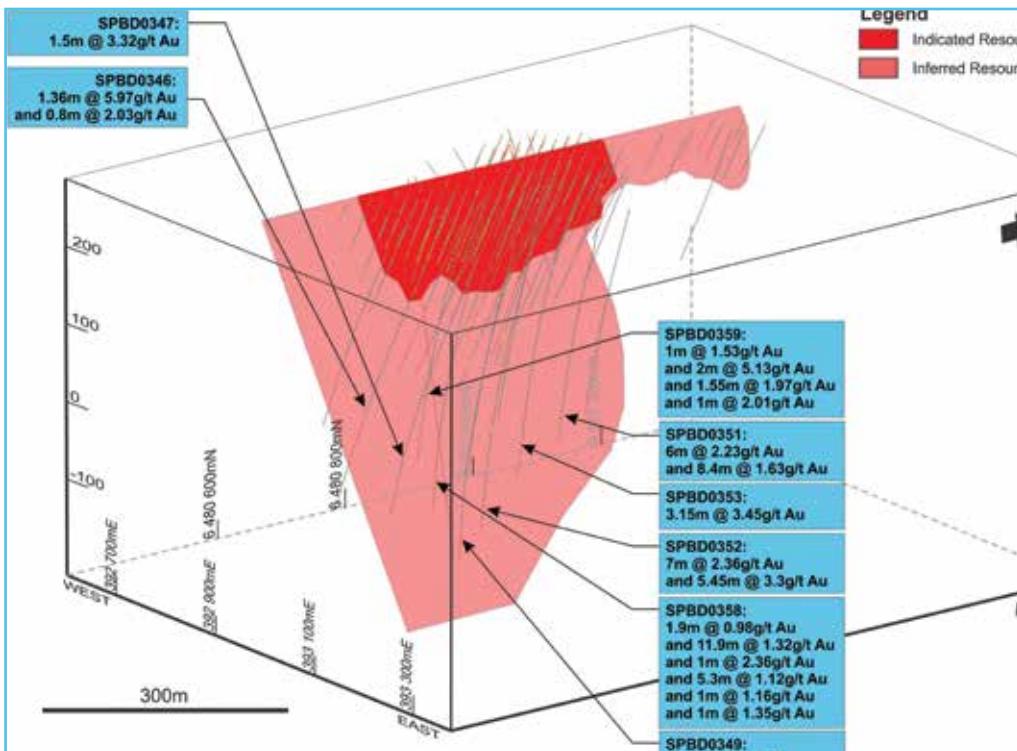 SPBD0347:
1.5m @ 3.32g/t Au
SPBD0346:
1.36m @ 5.97g/t Au
and 0.8m @ 2.03g/t Au
Legend
Indicated Resour
Inferred Resour
200
100
0
-100
6 480 600mN
6 480 800mN
392 700mE
392 900mE
393 100mE
393 300mE
WEST
EAST
300m
SPBD0359:
1m @ 1.53g/t Au
and 2m @ 5.13g/t Au
and 1.55m @ 1.97g/t Au
and 1m @ 2.01g/t Au
SPBD0351:
6m @ 2.23g/t Au
and 8.4m @ 1.63g/t Au
SPBD0353:
3.15m @ 3.45g/t Au
SPBD0352:
7m @ 2.36g/t Au
and 5.45m @ 3.3g/t Au
SPBD0358:
1.9m @ 0.98g/t Au
and 11.9m @ 1.32g/t Au
and 1m @ 2.36g/t Au
and 5.3m @ 1.12g/t Au
and 1m @ 1.16g/t Au
and 1m @ 1.35g/t Au
SPBD0349: